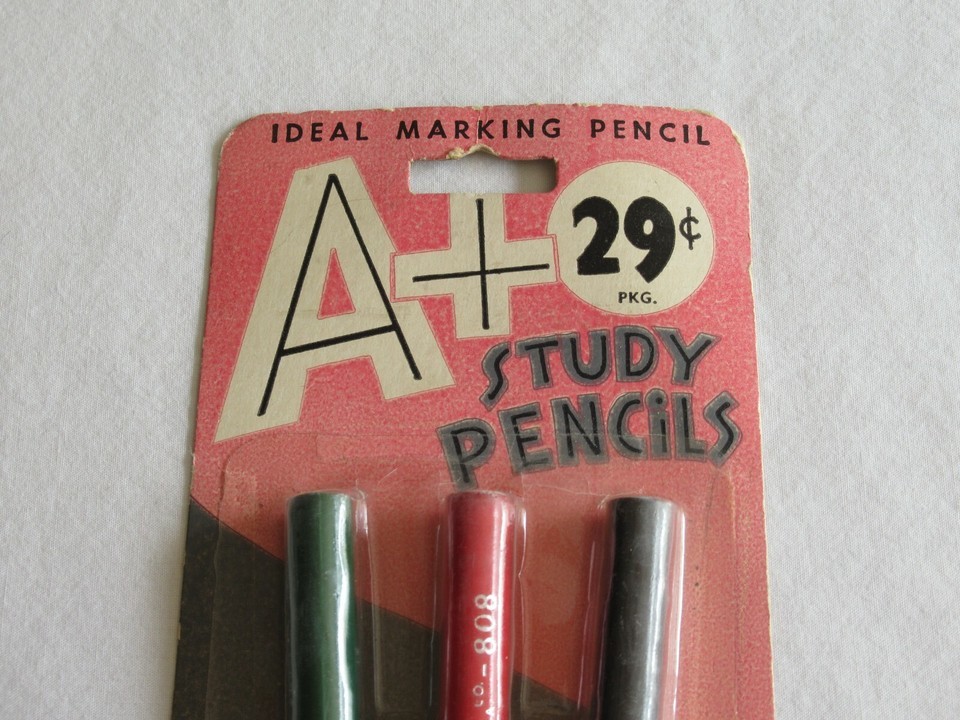 IDEAL MARKING PENCIL
A+
29¢
PKG.
STUDY
PENCiLS
808